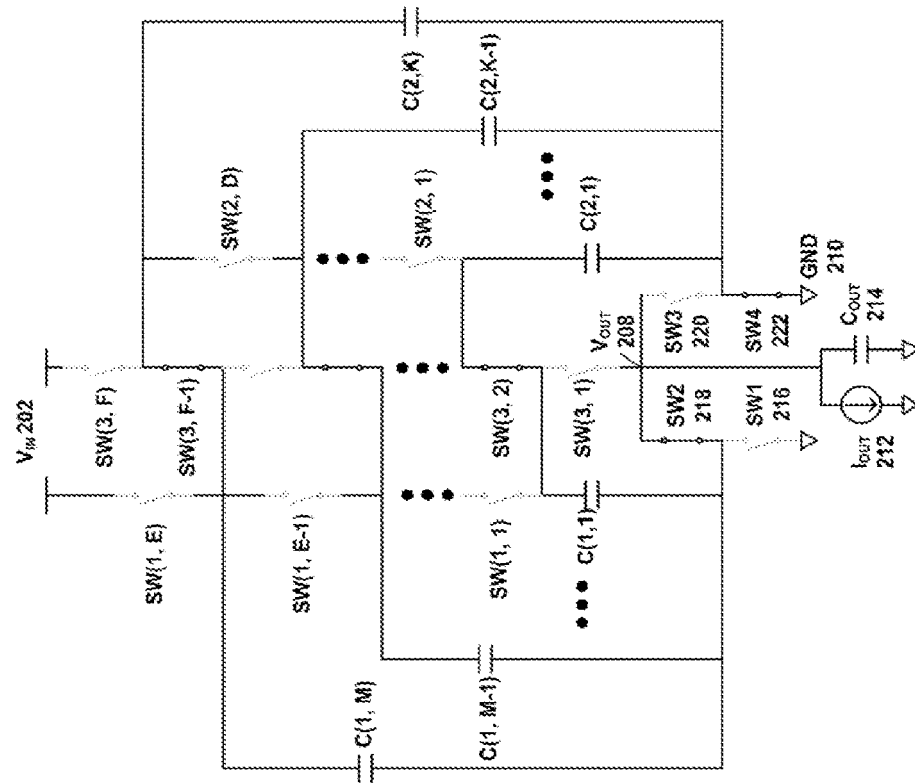 V_IN 202
SW(1, E)
SW(3, F)
SW(3, F-1)
SW(2, D)
C(2,K)
C(2,K-1)
SW(1, E-1)
SW(2, 1)
C(1, M)
C(1, M-1)
SW(1, 1)
SW(3, 2)
C(2,1)
C(1,1)
SW(3, 1)
V_OUT
208
SW2
218
SW3
220
SW1
216
SW4
222
GND
210
I_OUT
212
C_OUT
214